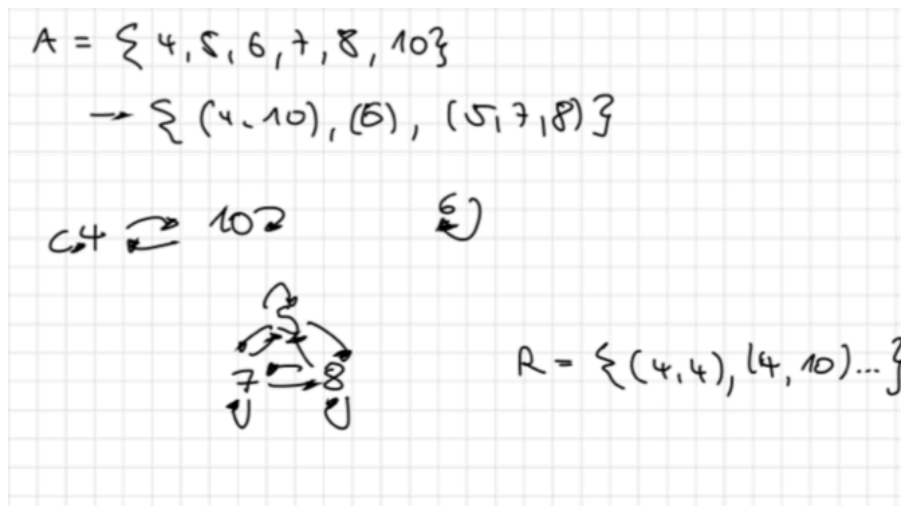 A = { 4, 5, 6, 7, 8, 10}
→ { (4, 10), (6), (5, 7, 8) }
4 10 6
5
7 8
R = { (4, 4), (4, 10)... }